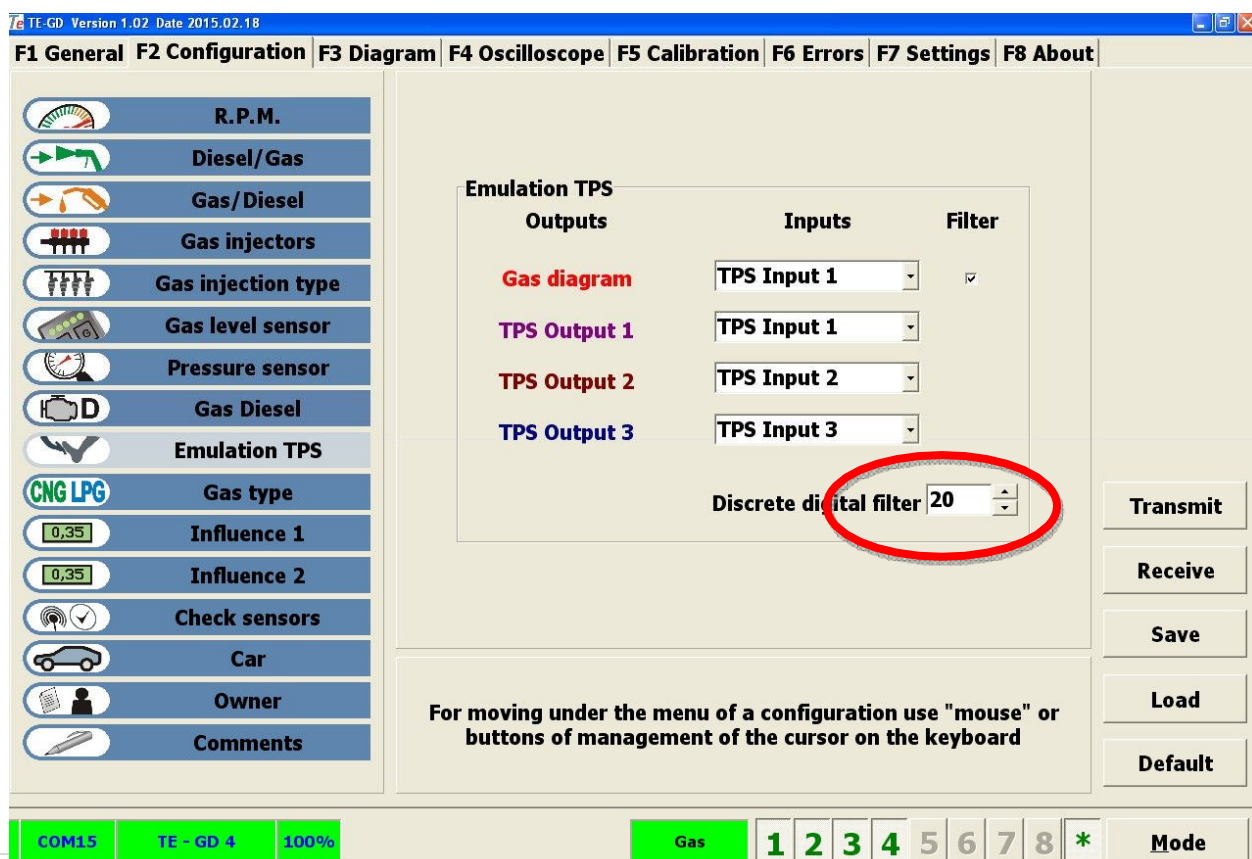 Te TE-GD Version 1.02 Date 2015.02.18
F1 General F2 Configuration F3 Diagram F4 Oscilloscope F5 Calibration F6 Errors F7 Settings F8 About
R.P.M.
Diesel/Gas
Gas/Diesel
Gas injectors
Gas injection type
Gas level sensor
Pressure sensor
D Gas Diesel
Emulation TPS
CNG LPG Gas type
0,35 Influence 1
0,35 Influence 2
Check sensors
Car
Owner
Comments
Emulation TPS
Outputs Inputs Filter
Gas diagram TPS Input 1
TPS Output 1 TPS Input 1
TPS Output 2 TPS Input 2
TPS Output 3 TPS Input 3
Discrete digital filter 20
For moving under the menu of a configuration use "mouse" or
buttons of management of the cursor on the keyboard
Transmit
Receive
Save
Load
Default
COM15 TE - GD 4 100% Gas 1 2 3 4 5 6 7 8 * Mode